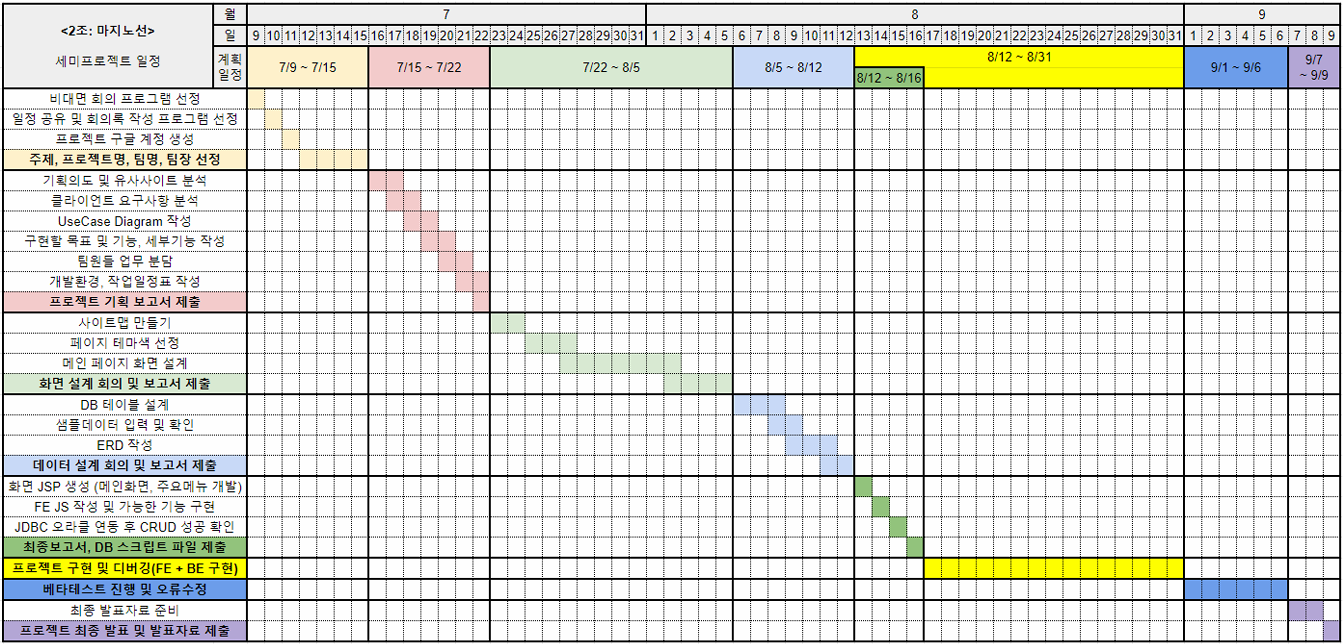 <2조: 마지노선>
세미프로젝트 일정
월 7 8 9
일 9 10 11 12 13 14 15 16 17 18 19 20 21 22 23 24 25 26 27 28 29 30 31 1 2 3 4 5 6 7 8 9 10 11 12 13 14 15 16 17 18 19 20 21 22 23 24 25 26 27 28 29 30 31 1 2 3 4 5 6 7 8 9
계획
일정
7/9 ~ 7/15
7/15 ~ 7/22
7/22 ~ 8/5
8/5 ~ 8/12
8/12 ~ 8/31
8/12 ~ 8/16
9/1 ~ 9/6
9/7
~ 9/9
비대면 회의 프로그램 선정
일정 공유 및 회의록 작성 프로그램 선정
프로젝트 구글 계정 생성
주제, 프로젝트명, 팀명, 팀장 선정
기획의도 및 유사사이트 분석
클라이언트 요구사항 분석
UseCase Diagram 작성
구현할 목표 및 기능, 세부기능 작성
팀원들 업무 분담
개발환경, 작업일정표 작성
프로젝트 기획 보고서 제출
사이트맵 만들기
페이지 테마색 선정
메인 페이지 화면 설계
화면 설계 회의 및 보고서 제출
DB 테이블 설계
샘플데이터 입력 및 확인
ERD 작성
데이터 설계 회의 및 보고서 제출
화면 JSP 생성 (메인화면, 주요메뉴 개발)
FE JS 작성 및 가능한 기능 구현
JDBC 오라클 연동 후 CRUD 성공 확인
최종보고서, DB 스크립트 파일 제출
프로젝트 구현 및 디버깅(FE + BE 구현)
베타테스트 진행 및 오류수정
최종 발표자료 준비
프로젝트 최종 발표 및 발표자료 제출